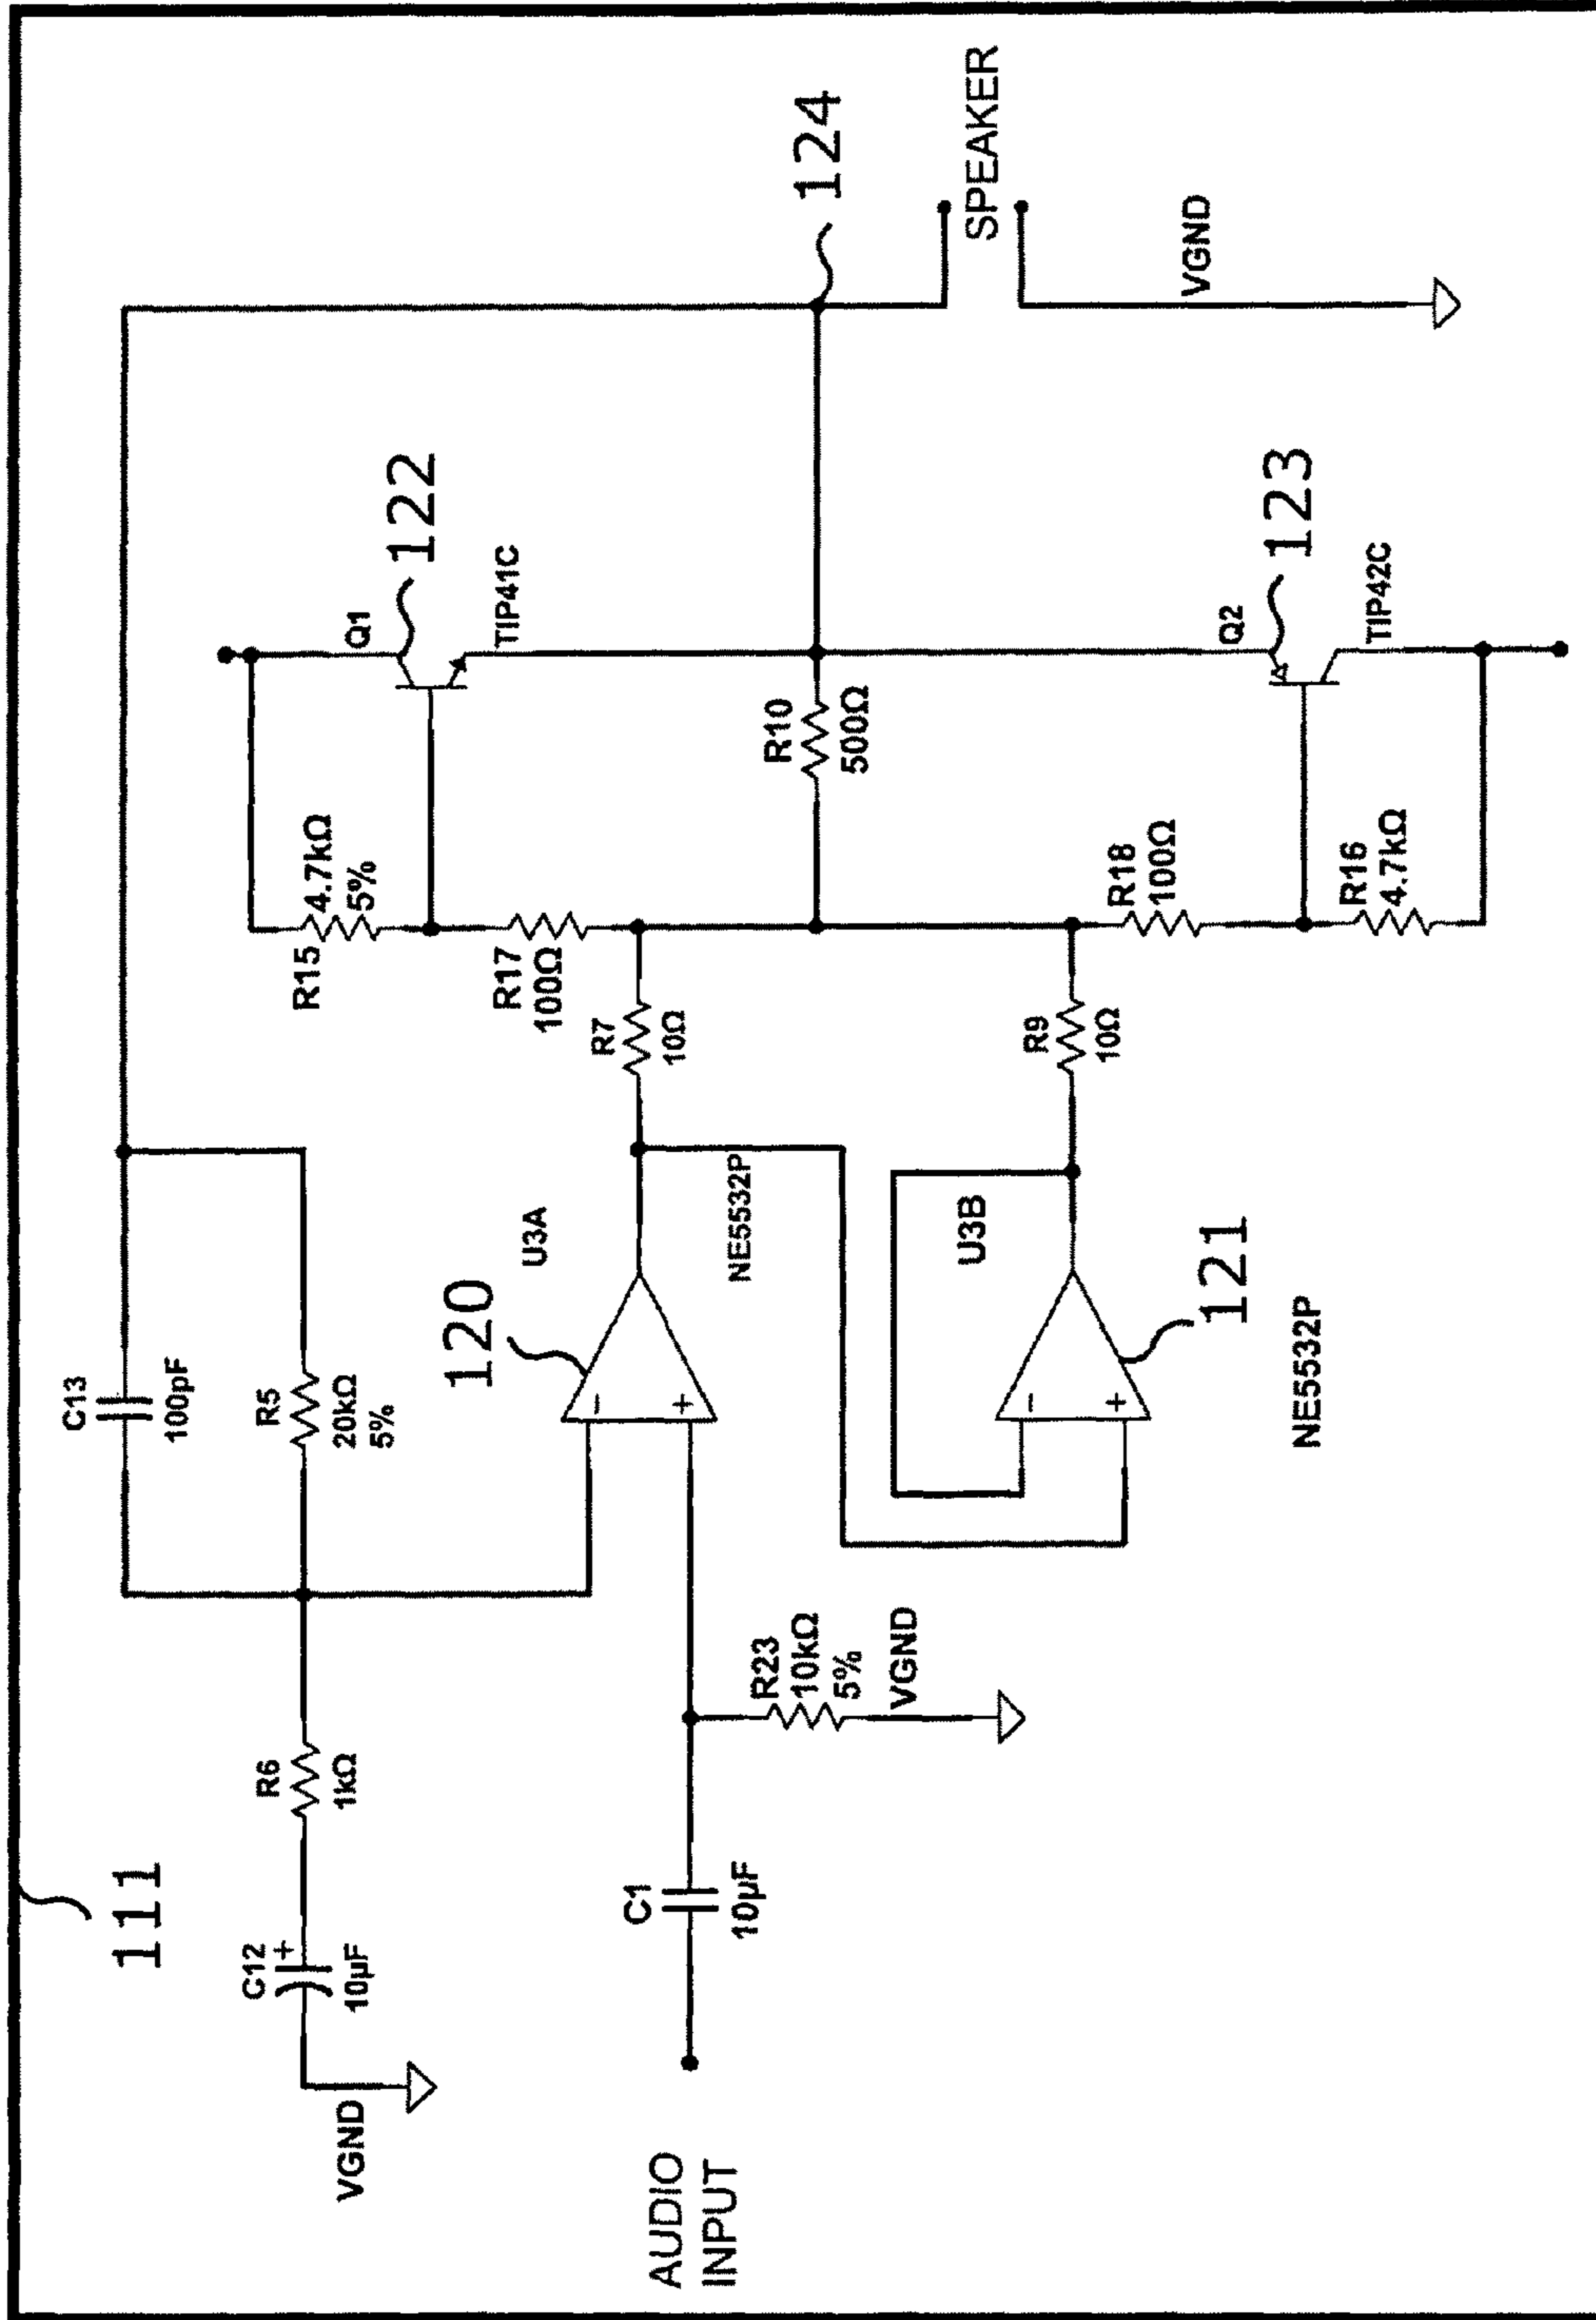 111
C13
100pF
C12
+
10µF
R6
1kΩ
R5
20kΩ
5%
VGND
120
U3A
-
+
NE5532P
AUDIO
INPUT
C1
10µF
R23
10kΩ
5%
VGND
R7
10Ω
R15
4.7kΩ
5%
R17
100Ω
Q1
122
TIP41C
R10
500Ω
124
SPEAKER
VGND
U3B
-
+
121
NE5532P
R9
10Ω
R18
100Ω
R16
4.7kΩ
Q2
123
TIP42C